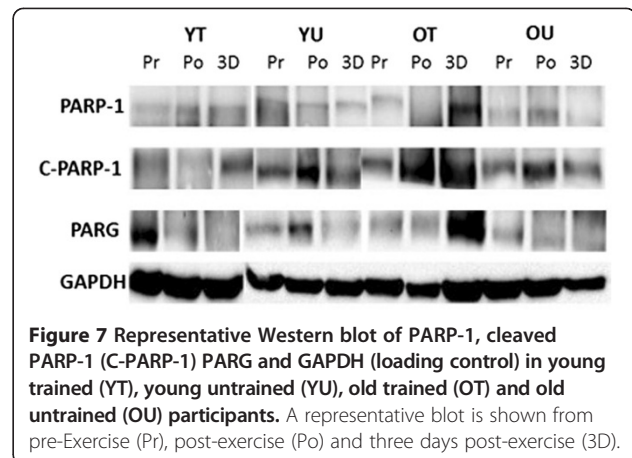 YT YU OT OU
Pr Po 3D Pr Po 3D Pr Po 3D Pr Po 3D
PARP-1
C-PARP-1
PARG
GAPDH
Figure 7 Representative Western blot of PARP-1, cleaved
PARP-1 (C-PARP-1) PARG and GAPDH (loading control) in young
trained (YT), young untrained (YU), old trained (OT) and old
untrained (OU) participants. A representative blot is shown from
pre-Exercise (Pr), post-exercise (Po) and three days post-exercise (3D).